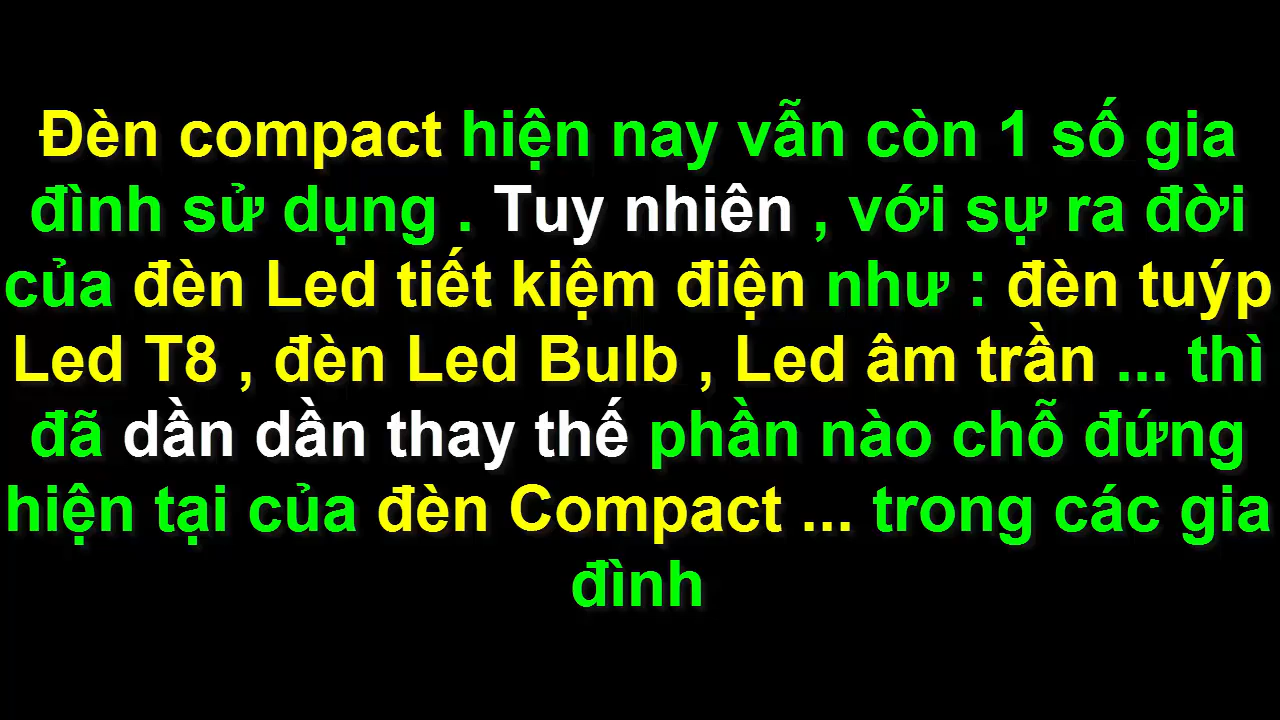 Đèn compact hiện nay vẫn còn 1 số gia
đình sử dụng . Tuy nhiên , với sự ra đời
của đèn Led tiết kiệm điện như : đèn tuýp
Led T8 , đèn Led Bulb , Led âm trần ... thì
đã dần dần thay thế phần nào chỗ đứng
hiện tại của đèn Compact ... trong các gia
đình